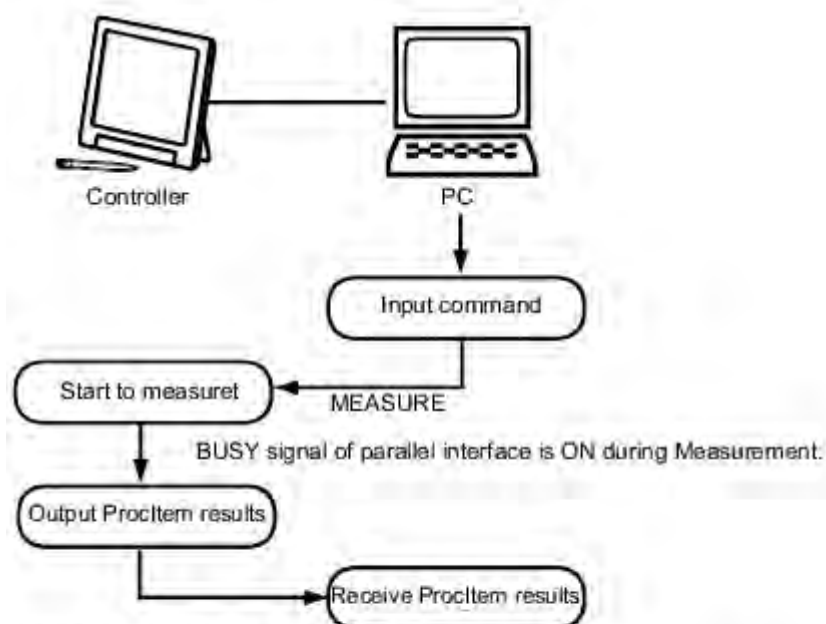 Controller
PC
Input command
Start to measuret
MEASURE
BUSY signal of parallel interface is ON during Measurement.
Output ProcItem results
Receive ProcItem results